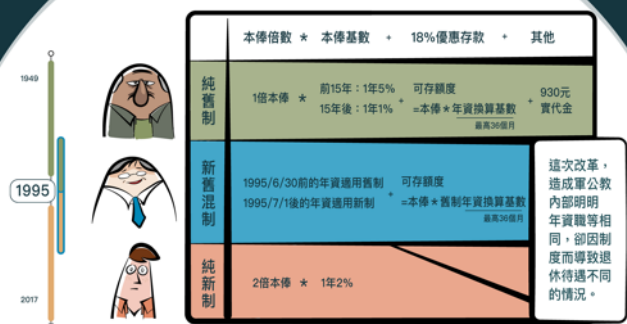 本俸倍數 * 本俸基數 + 18%優惠存款 + 其他
1949
純舊制
1倍本俸 *
前15年:1年5%
15年後:1年1%
+
可存額度
=本俸*年資換算基數
最高36個月
+
930元
實代金
1995
新舊混制
1995/6/30前的年資適用舊制
1995/7/1後的年資適用新制
+
可存額度
=本俸*舊制年資換算基數
最高36個月
這次改革,
造成軍公教
內部明明
年資職等相
同,卻因制
度而導致退
休待遇不同
的情況。
2017
純新制
2倍本俸 * 1年2%